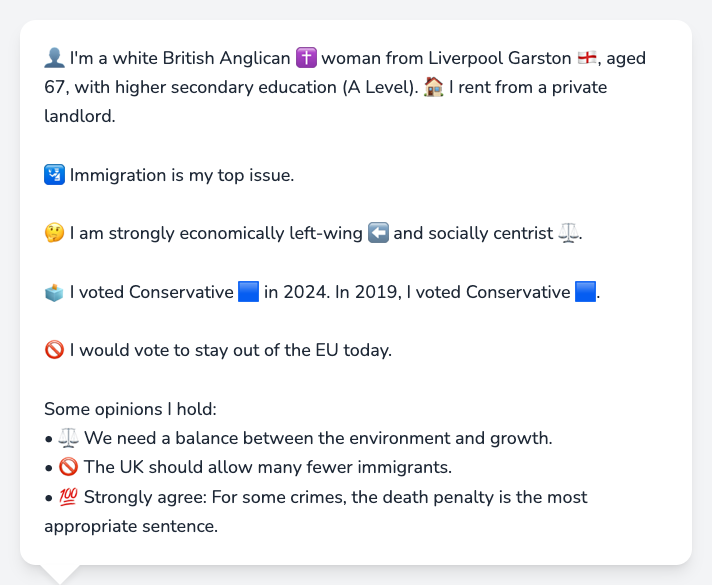 👤 I'm a white British Anglican ✝️ woman from Liverpool Garston 🏴󠁧󠁢󠁥󠁮󠁧󠁿, aged
67, with higher secondary education (A Level). 🏠 I rent from a private
landlord.
🛂 Immigration is my top issue.
🤔 I am strongly economically left-wing ⬅️ and socially centrist ⚖️.
🗳️ I voted Conservative 🟦 in 2024. In 2019, I voted Conservative 🟦.
🚫 I would vote to stay out of the EU today.
Some opinions I hold:
• ⚖️ We need a balance between the environment and growth.
• 🚫 The UK should allow many fewer immigrants.
• 💯 Strongly agree: For some crimes, the death penalty is the most
appropriate sentence.